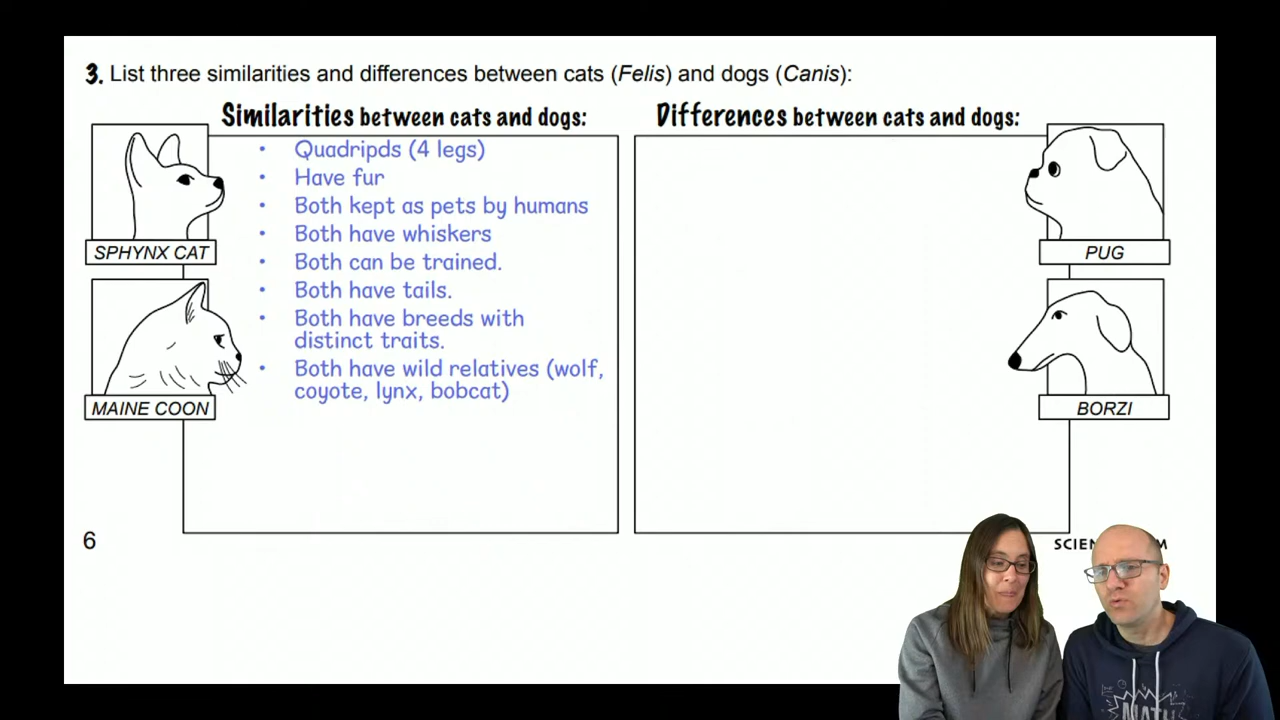 3. List three similarities and differences between cats (Felis) and dogs (Canis):
Similarities between cats and dogs:
• Quadripds (4 legs)
• Have fur
• Both kept as pets by humans
• Both have whiskers
• Both can be trained.
• Both have tails.
• Both have breeds with
distinct traits.
• Both have wild relatives (wolf,
coyote, lynx, bobcat)
SPHYNX CAT
MAINE COON
Differences between cats and dogs:
PUG
BORZI
6
MATH